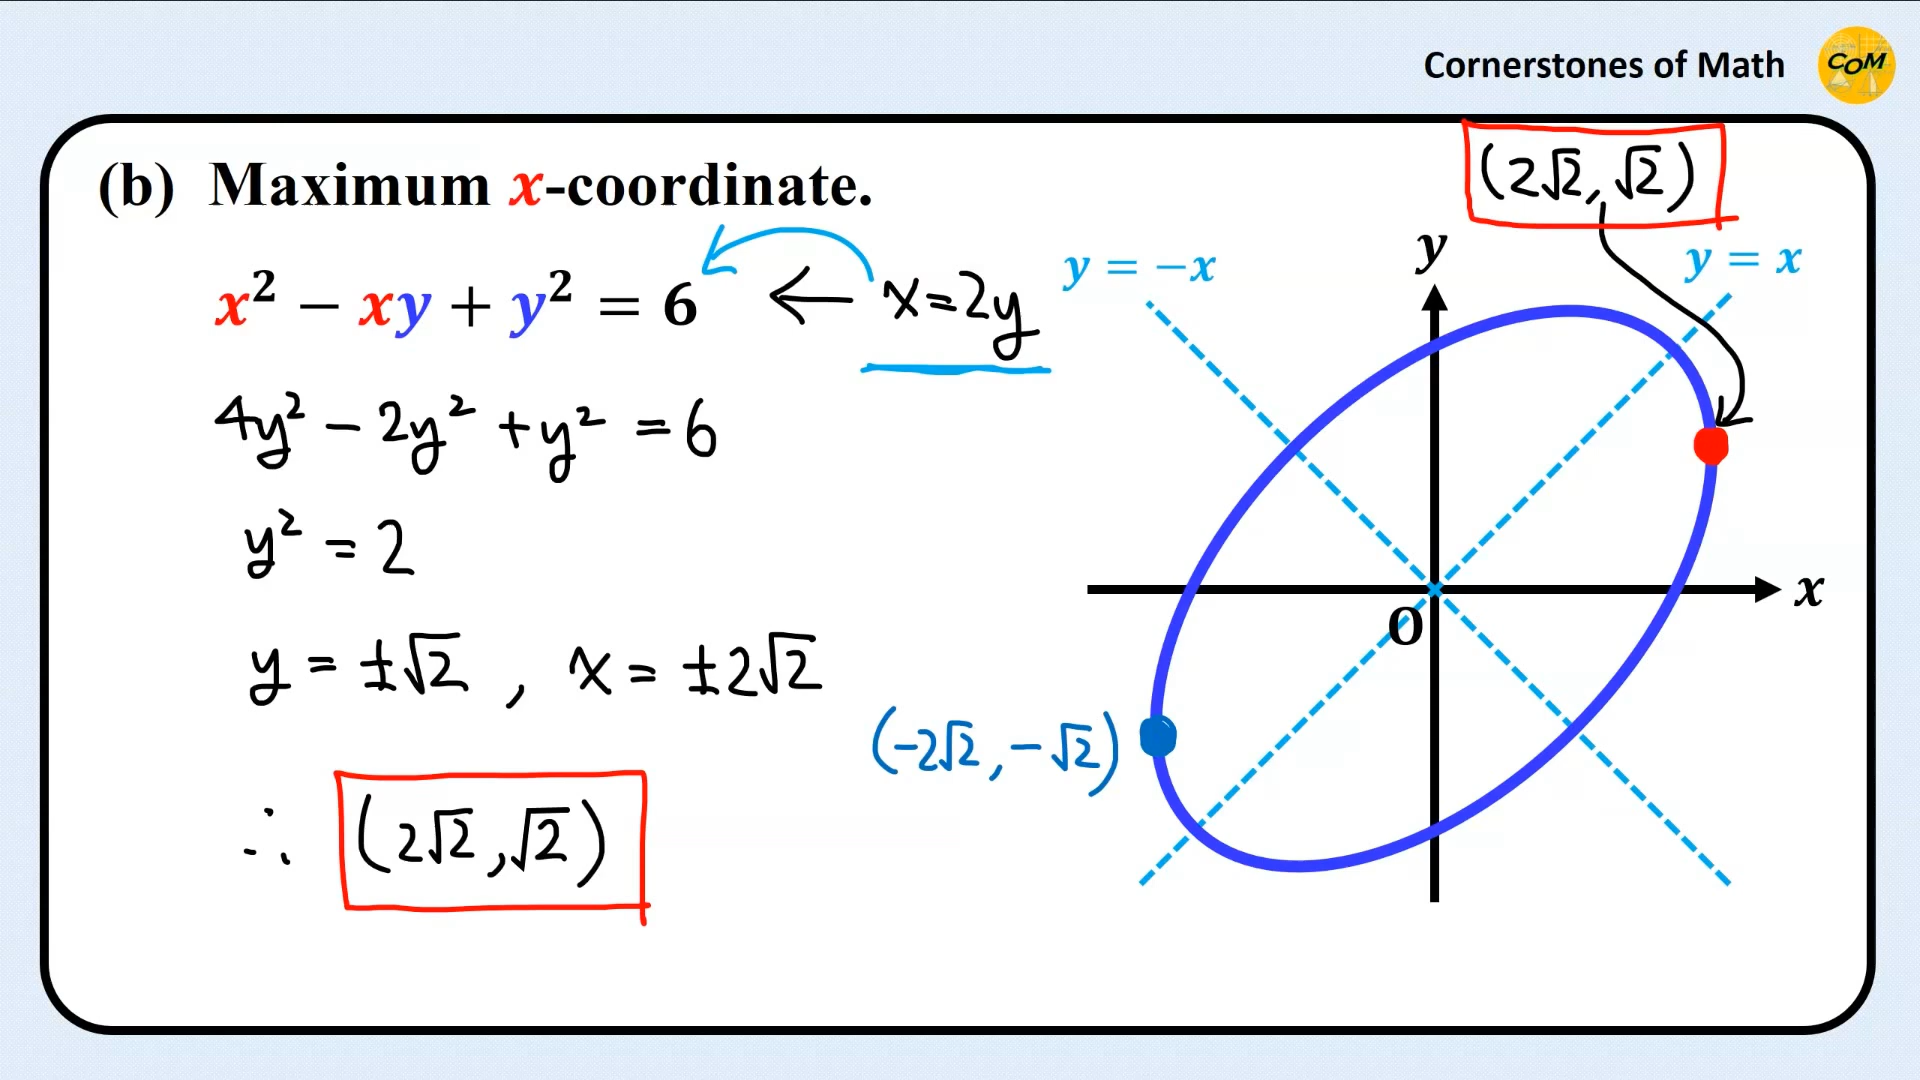 Cornerstones of Math
COM
(b) Maximum x-coordinate.
(2√2, √2)
x² − xy + y² = 6 ← x=2y
y = −x
y
y = x
4y² − 2y² + y² = 6
y² = 2
x
O
y = ±√2 , x = ±2√2
(-2√2, -√2)
∴ (2√2, √2)